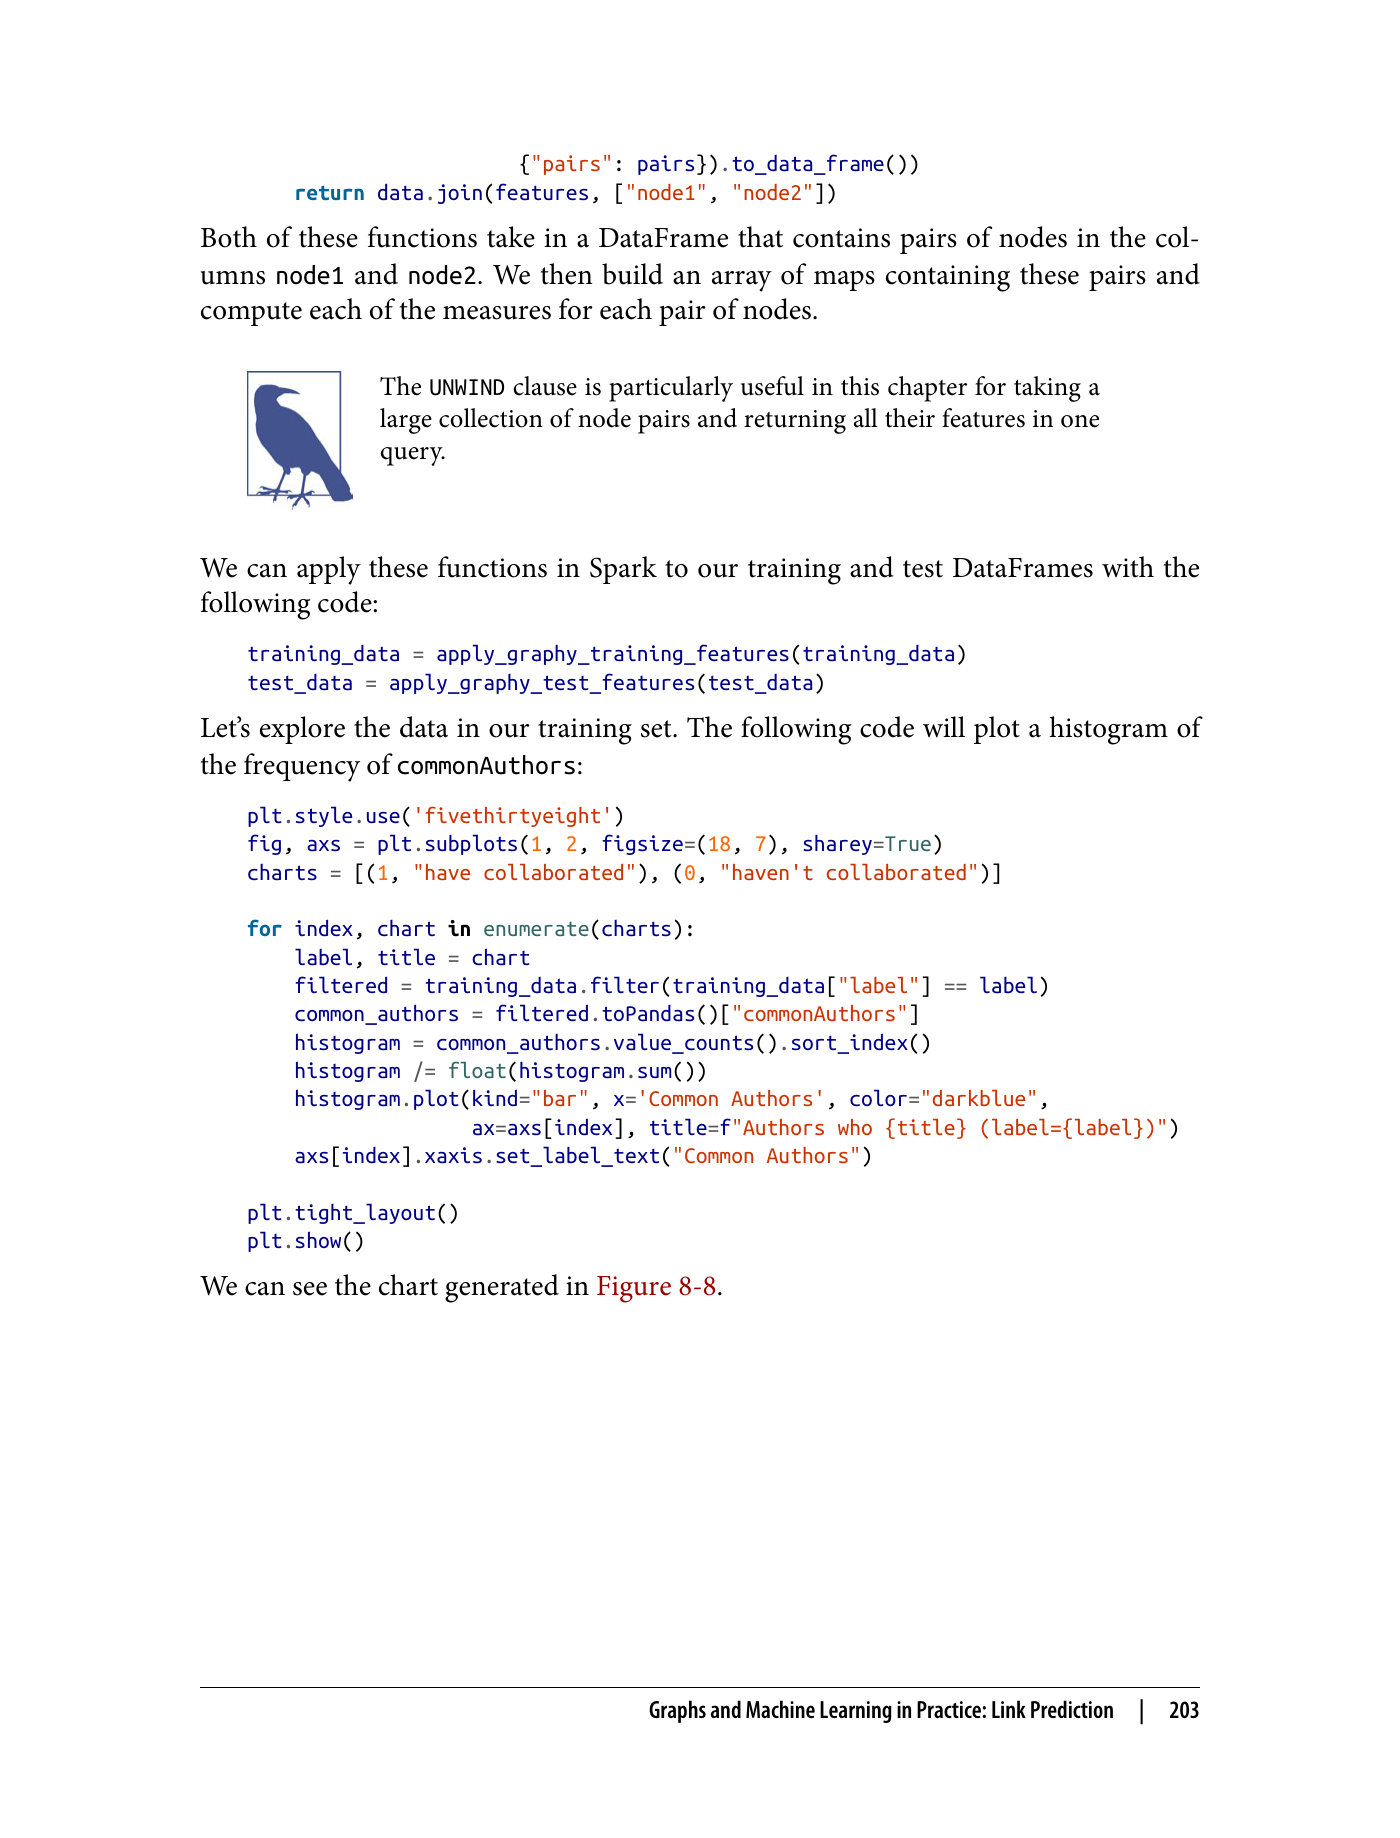 {"pairs": pairs}).to_data_frame())
    return data.join(features, ["node1", "node2"])
Both of these functions take in a DataFrame that contains pairs of nodes in the col-
umns node1 and node2. We then build an array of maps containing these pairs and
compute each of the measures for each pair of nodes.
The UNWIND clause is particularly useful in this chapter for taking a
large collection of node pairs and returning all their features in one
query.
We can apply these functions in Spark to our training and test DataFrames with the
following code:
training_data = apply_graphy_training_features(training_data)
test_data = apply_graphy_test_features(test_data)
Let’s explore the data in our training set. The following code will plot a histogram of
the frequency of commonAuthors:
plt.style.use('fivethirtyeight')
fig, axs = plt.subplots(1, 2, figsize=(18, 7), sharey=True)
charts = [(1, "have collaborated"), (0, "haven't collaborated")]
for index, chart in enumerate(charts):
    label, title = chart
    filtered = training_data.filter(training_data["label"] == label)
    common_authors = filtered.toPandas()["commonAuthors"]
    histogram = common_authors.value_counts().sort_index()
    histogram /= float(histogram.sum())
    histogram.plot(kind="bar", x='Common Authors', color="darkblue",
                   ax=axs[index], title=f"Authors who {title} (label={label})")
    axs[index].xaxis.set_label_text("Common Authors")
plt.tight_layout()
plt.show()
We can see the chart generated in Figure 8-8.
Graphs and Machine Learning in Practice: Link Prediction | 203